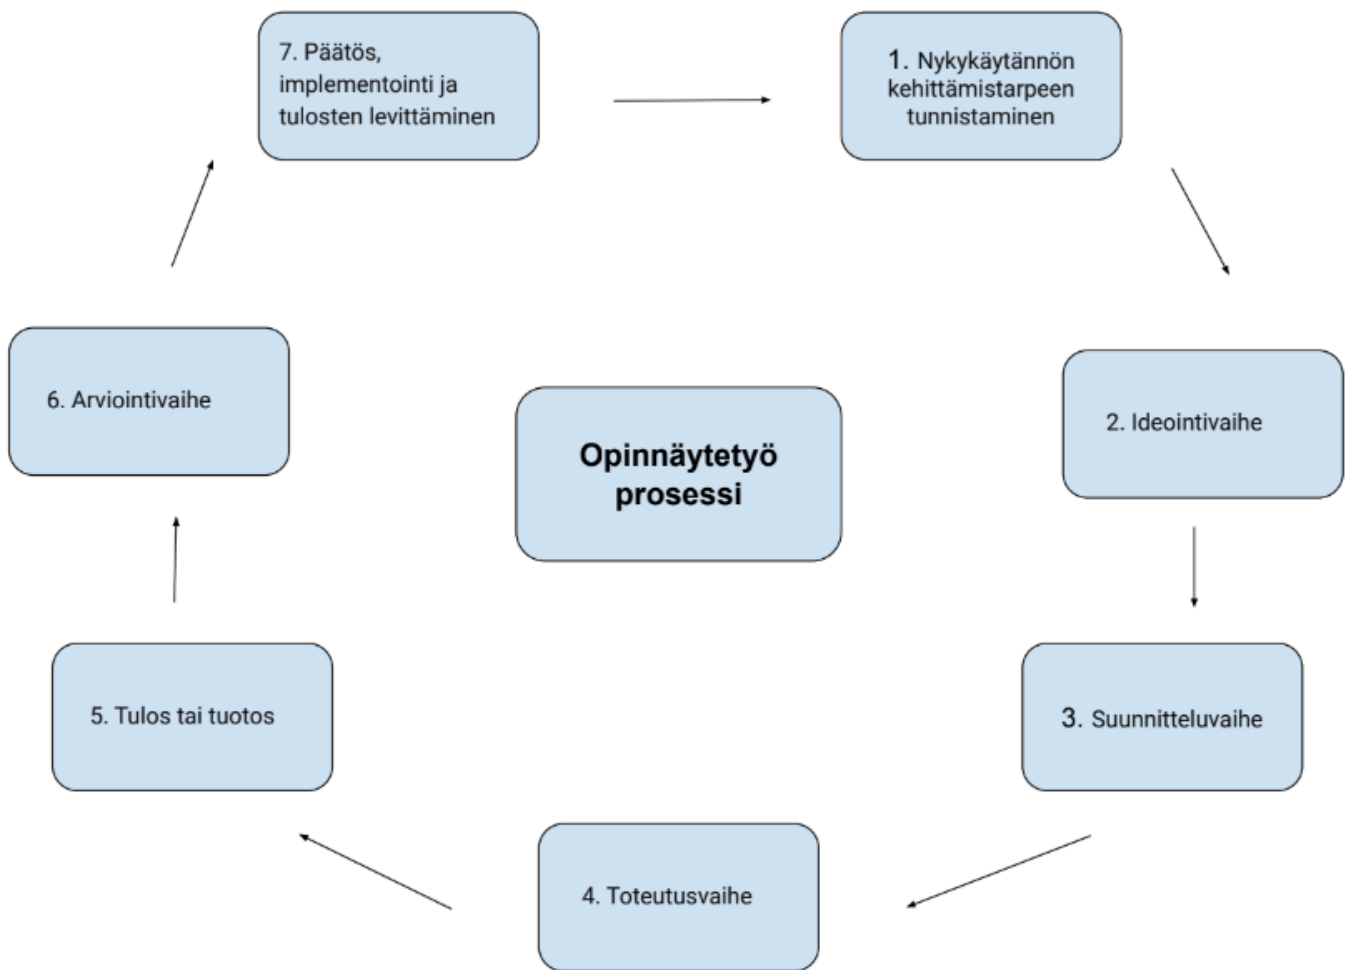 7. Päätös,
implementointi ja
tulosten levittäminen
1. Nykykäytännön
kehittämistarpeen
tunnistaminen
6. Arviointivaihe
2. Ideointivaihe
Opinnäytetyö
prosessi
5. Tulos tai tuotos
3. Suunnitteluvaihe
4. Toteutusvaihe